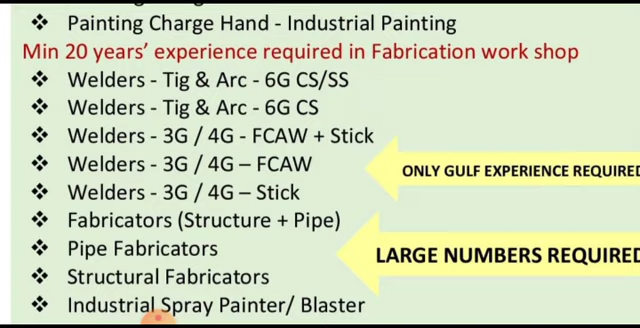 ❖ Painting Charge Hand - Industrial Painting
Min 20 years’ experience required in Fabrication work shop
❖ Welders - Tig & Arc - 6G CS/SS
❖ Welders - Tig & Arc - 6G CS
❖ Welders - 3G / 4G - FCAW + Stick
❖ Welders - 3G / 4G – FCAW
ONLY GULF EXPERIENCE REQUIRED
❖ Welders - 3G / 4G – Stick
❖ Fabricators (Structure + Pipe)
❖ Pipe Fabricators
LARGE NUMBERS REQUIRED
❖ Structural Fabricators
❖ Industrial Spray Painter/ Blaster